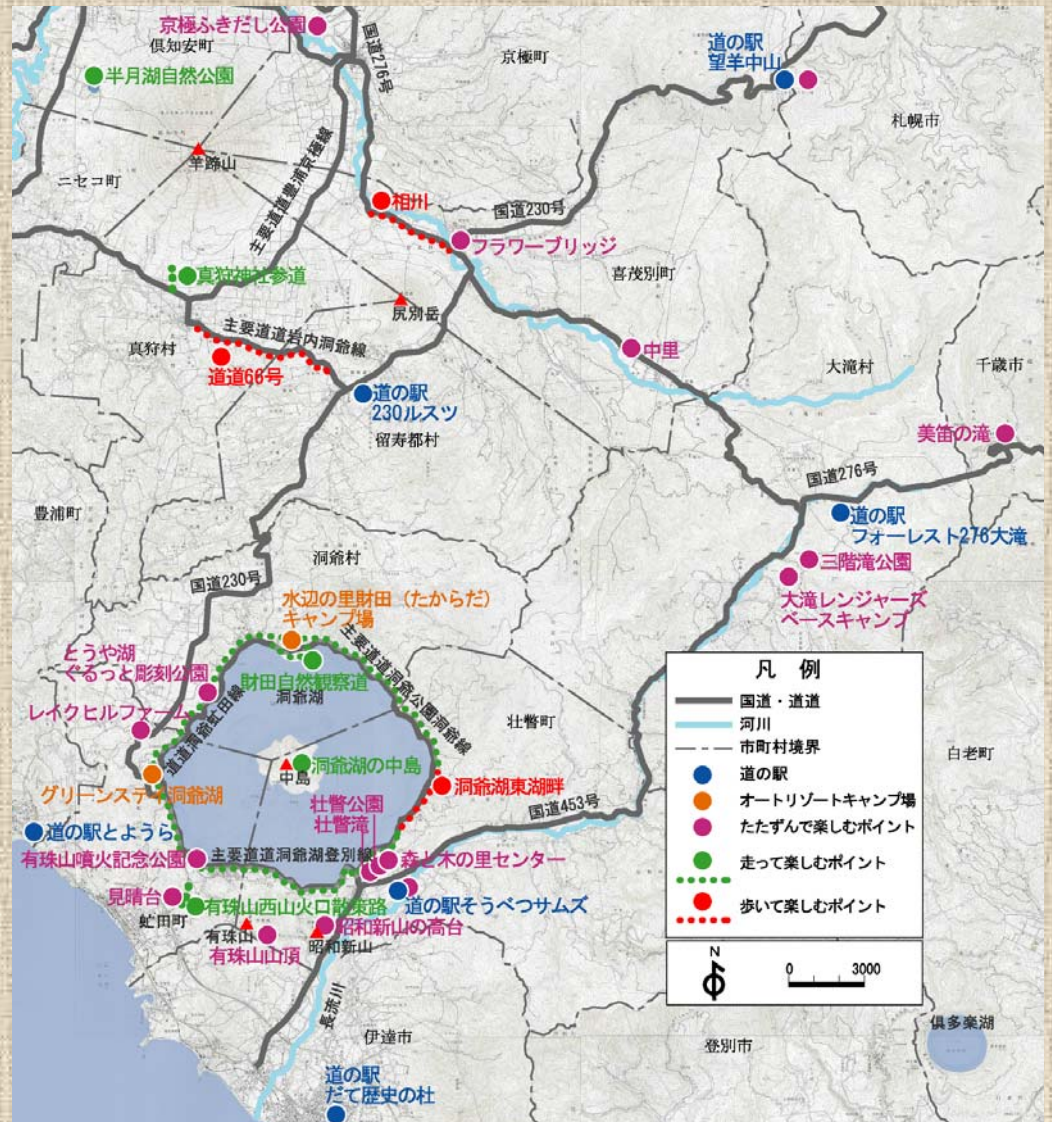 京極ふきだし公園
倶知安町
国道276号
京極町
道の駅
望羊中山
半月湖自然公園
札幌市
羊蹄山
ニセコ町
主要道道豊浦京極線
相川
国道230号
フラワーブリッジ
真狩神社参道
喜茂別町
尻別岳
主要道道岩内洞爺線
真狩村
中里
道道66号
大滝村
千歳市
道の駅
230ルスツ
留寿都村
美笛の滝
国道276号
豊浦町
道の駅
フォーレスト276大滝
洞爺村
三階滝公園
国道230号
大滝レンジャーズ
ベースキャンプ
水辺の里財田（たからだ）
キャンプ場
主要道道洞爺公園洞爺線
とうや湖
ぐるっと彫刻公園
財田自然観察道
洞爺湖
レイクヒルファーム
道道洞爺虻田線
壮瞥町
白老町
中島
洞爺湖の中島
洞爺湖東湖畔
グリーンステイ洞爺湖
壮瞥公園
壮瞥滝
国道453号
道の駅とようら
有珠山噴火記念公園
主要道道洞爺湖登別線
森と木の里センター
見晴台
道の駅そうべつサムズ
有珠山西山火口散策路
虻田町
昭和新山の高台
有珠山
昭和新山
有珠山山頂
長流川
伊達市
登別市
倶多楽湖
道の駅
だて歴史の杜
凡 例
国道・道道
河川
市町村境界
道の駅
オートリゾートキャンプ場
たたずんで楽しむポイント
走って楽しむポイント
歩いて楽しむポイント
N
0 3000